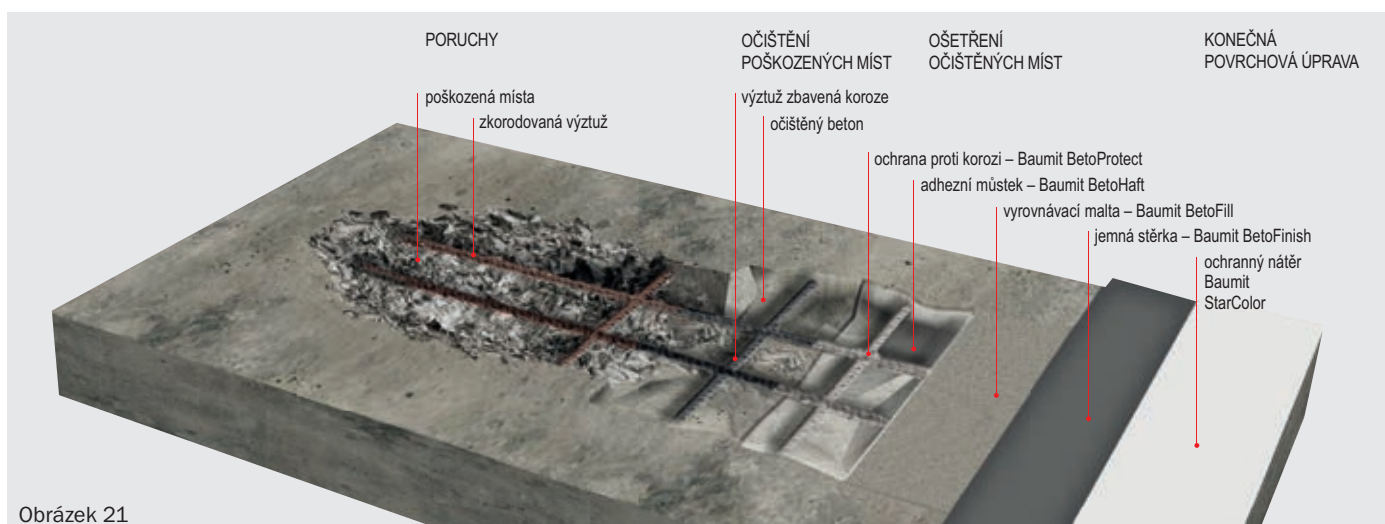 PORUCHY
OČIŠTĚNÍ
POŠKOZENÝCH MÍST
OŠETŘENÍ
OČIŠTĚNÝCH MÍST
KONEČNÁ
POVRCHOVÁ ÚPRAVA
poškozená místa
zkorodovaná výztuž
výztuž zbavená koroze
očištěný beton
ochrana proti korozi – Baumit BetoProtect
adhezní můstek – Baumit BetoHaft
vyrovnávací malta – Baumit BetoFill
jemná stěrka – Baumit BetoFinish
ochranný nátěr
Baumit
StarColor
Obrázek 21